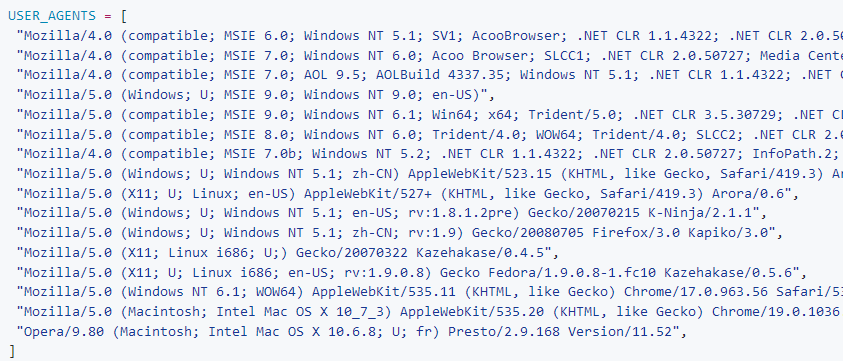 USER_AGENTS = [
"Mozilla/4.0 (compatible; MSIE 6.0; Windows NT 5.1; SV1; AcooBrowser; .NET CLR 1.1.4322; .NET CLR 2.0.50
"Mozilla/4.0 (compatible; MSIE 7.0; Windows NT 6.0; Acoo Browser; SLCC1; .NET CLR 2.0.50727; Media Cent
"Mozilla/4.0 (compatible; MSIE 7.0; AOL 9.5; AOLBuild 4337.35; Windows NT 5.1; .NET CLR 1.1.4322; .NET C
"Mozilla/5.0 (Windows; U; MSIE 9.0; Windows NT 9.0; en-US)",
"Mozilla/5.0 (compatible; MSIE 9.0; Windows NT 6.1; Win64; x64; Trident/5.0; .NET CLR 3.5.30729; .NET CL
"Mozilla/5.0 (compatible; MSIE 8.0; Windows NT 6.0; Trident/4.0; WOW64; Trident/4.0; SLCC2; .NET CLR 2.0
"Mozilla/4.0 (compatible; MSIE 7.0b; Windows NT 5.2; .NET CLR 1.1.4322; .NET CLR 2.0.50727; InfoPath.2;
"Mozilla/5.0 (Windows; U; Windows NT 5.1; zh-CN) AppleWebKit/523.15 (KHTML, like Gecko, Safari/419.3) Ar
"Mozilla/5.0 (X11; U; Linux; en-US) AppleWebKit/527+ (KHTML, like Gecko, Safari/419.3) Arora/0.6",
"Mozilla/5.0 (Windows; U; Windows NT 5.1; en-US; rv:1.8.1.2pre) Gecko/20070215 K-Ninja/2.1.1",
"Mozilla/5.0 (Windows; U; Windows NT 5.1; zh-CN; rv:1.9) Gecko/20080705 Firefox/3.0 Kapiko/3.0",
"Mozilla/5.0 (X11; Linux i686; U;) Gecko/20070322 Kazehakase/0.4.5",
"Mozilla/5.0 (X11; U; Linux i686; en-US; rv:1.9.0.8) Gecko Fedora/1.9.0.8-1.fc10 Kazehakase/0.5.6",
"Mozilla/5.0 (Windows NT 6.1; WOW64) AppleWebKit/535.11 (KHTML, like Gecko) Chrome/17.0.963.56 Safari/53
"Mozilla/5.0 (Macintosh; Intel Mac OS X 10_7_3) AppleWebKit/535.20 (KHTML, like Gecko) Chrome/19.0.1036
"Opera/9.80 (Macintosh; Intel Mac OS X 10.6.8; U; fr) Presto/2.9.168 Version/11.52",
]